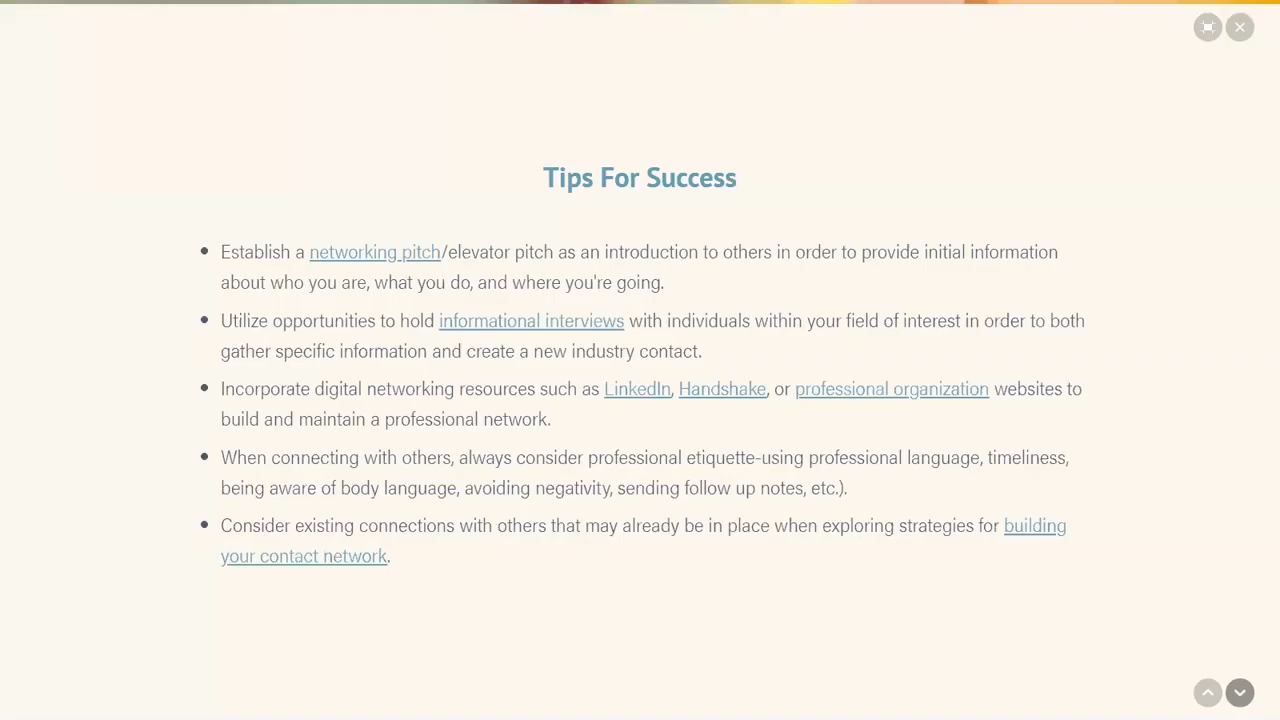 Tips For Success
Establish a networking pitch/elevator pitch as an introduction to others in order to provide initial information
about who you are, what you do, and where you're going.
Utilize opportunities to hold informational interviews with individuals within your field of interest in order to both
gather specific information and create a new industry contact.
Incorporate digital networking resources such as LinkedIn, Handshake, or professional organization websites to
build and maintain a professional network.
When connecting with others, always consider professional etiquette-using professional language, timeliness,
being aware of body language, avoiding negativity, sending follow up notes, etc.).
Consider existing connections with others that may already be in place when exploring strategies for building
your contact network.